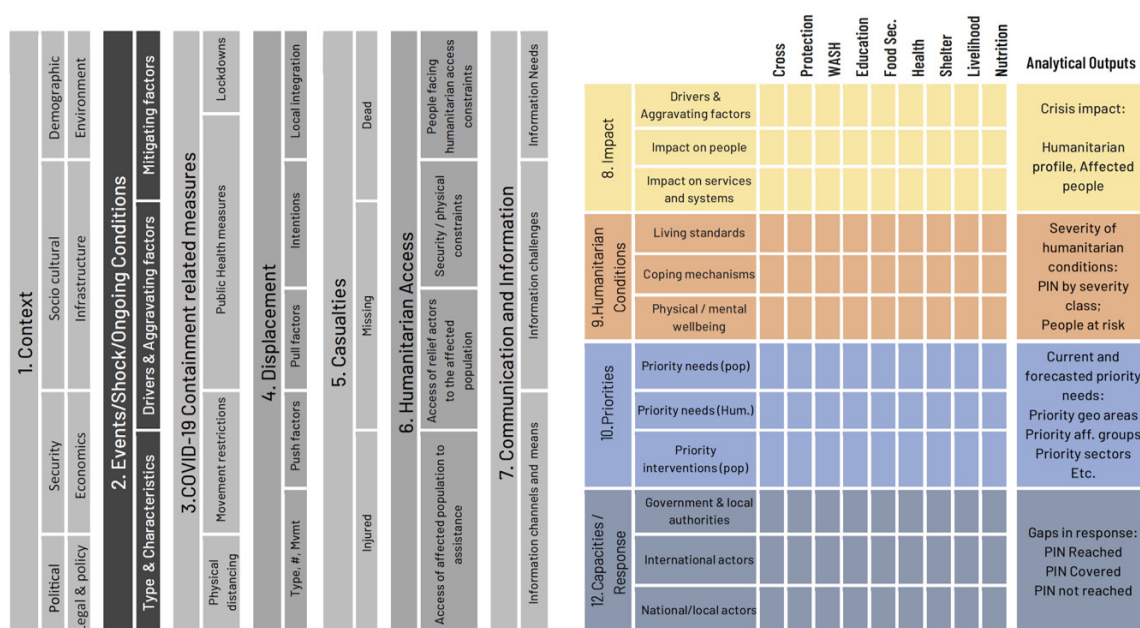 1. Context
Political
Security
Socio cultural
Demographic
Legal & policy
Economics
Infrastructure
Environment
2. Events/Shock/Ongoing Conditions
Type & Characteristics
Drivers & Aggravating factors
Mitigating factors
3.COVID-19 Containment related measures
Physical
distancing
Movement restrictions
Public Health measures
Lockdowns
4. Displacement
Type, #, Mvmt
Push factors
Pull factors
Intentions
Local integration
5. Casualties
Injured
Missing
Dead
6. Humanitarian Access
Access of affected population to
assistance
Access of relief actors
to the affected
population
Security / physical
constraints
People facing
humanitarian access
constraints
7. Communication and Information
Information channels and means
Information challenges
Information Needs
Cross
Protection
WASH
Education
Food Sec.
Health
Shelter
Livelihood
Nutrition
Analytical Outputs
8. Impact
Drivers &
Aggravating factors
Impact on people
Impact on services
and systems
Crisis impact:
Humanitarian
profile, Affected
people
9.Humanitarian
Conditions
Living standards
Coping mechanisms
Physical / mental
wellbeing
Severity of
humanitarian
conditions:
PIN by severity
class;
People at risk
10.Priorities
Priority needs (pop)
Priority needs (Hum.)
Priority
interventions (pop)
Current and
forecasted priority
needs:
Priority geo areas
Priority aff. groups
Priority sectors
Etc.
12.Capacities /
Response
Government & local
authorities
International actors
National/local actors
Gaps in response:
PIN Reached
PIN Covered
PIN not reached